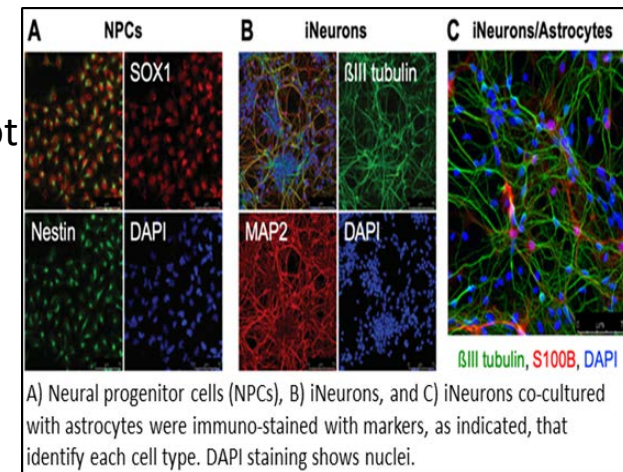 A NPCs B iNeurons C iNeurons/Astrocytes
SOX1 ßIII tubulin
Nestin DAPI MAP2 DAPI
ßIII tubulin, S100B, DAPI
A) Neural progenitor cells (NPCs), B) iNeurons, and C) iNeurons co-cultured
with astrocytes were immuno-stained with markers, as indicated, that
identify each cell type. DAPI staining shows nuclei.